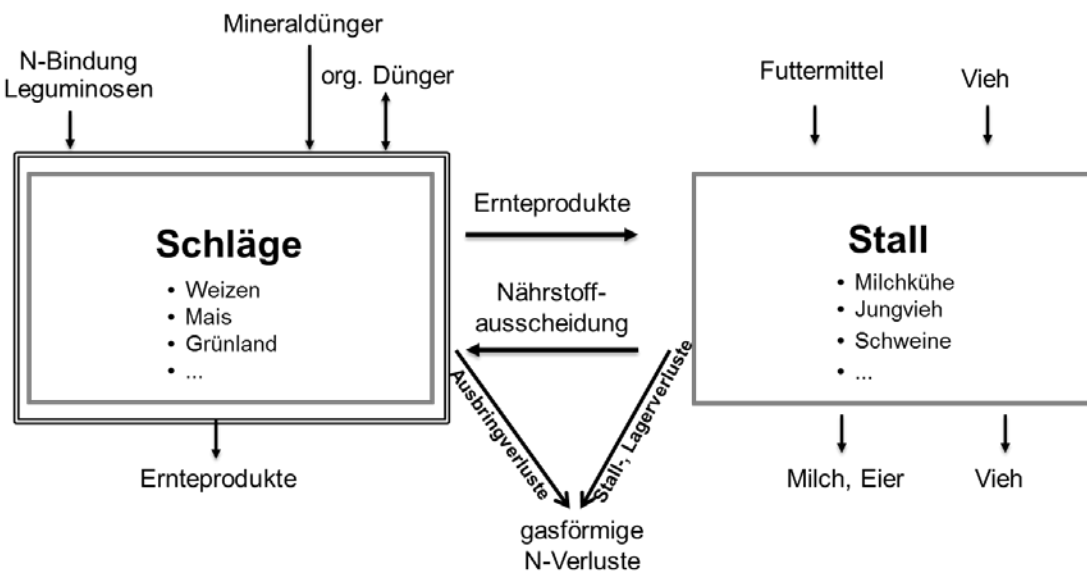 Mineraldünger
N-Bindung
Leguminosen
org. Dünger
Futtermittel
Vieh
Schläge
• Weizen
• Mais
• Grünland
• ...
Ernteprodukte
Nährstoff-
ausscheidung
Stall
• Milchkühe
• Jungvieh
• Schweine
• ...
Ausbringverluste
Stall-, Lagerverluste
Ernteprodukte
Milch, Eier
Vieh
gasförmige
N-Verluste